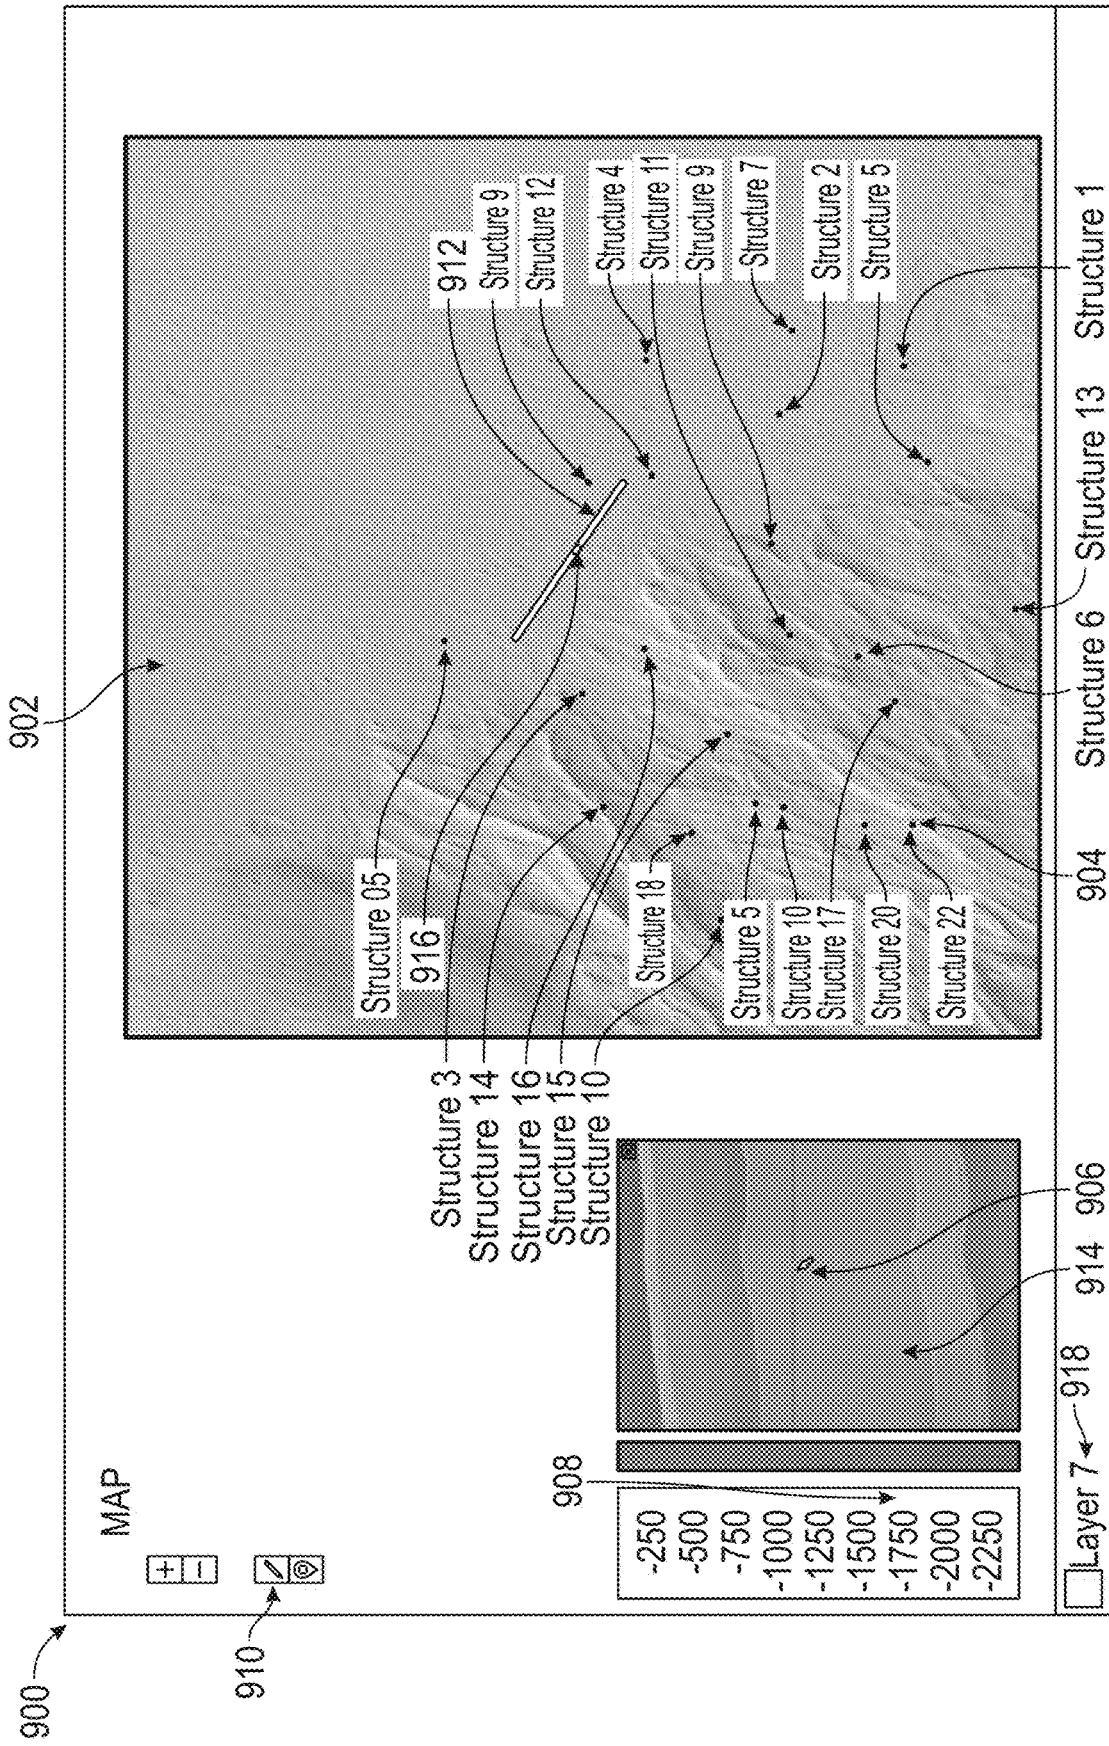 900
902
MAP
+
−
910
912
Structure 9
Structure 12
Structure 4
Structure 11
Structure 9
Structure 7
Structure 2
Structure 5
Structure 05
916
Structure 3
Structure 14
Structure 16
Structure 15
Structure 10
Structure 18
Structure 5
Structure 10
Structure 17
Structure 20
Structure 22
908
-250
-500
-750
-1000
-1250
-1500
-1750
-2000
-2250
Layer 7
918
914
906
904
Structure 6
Structure 13
Structure 1